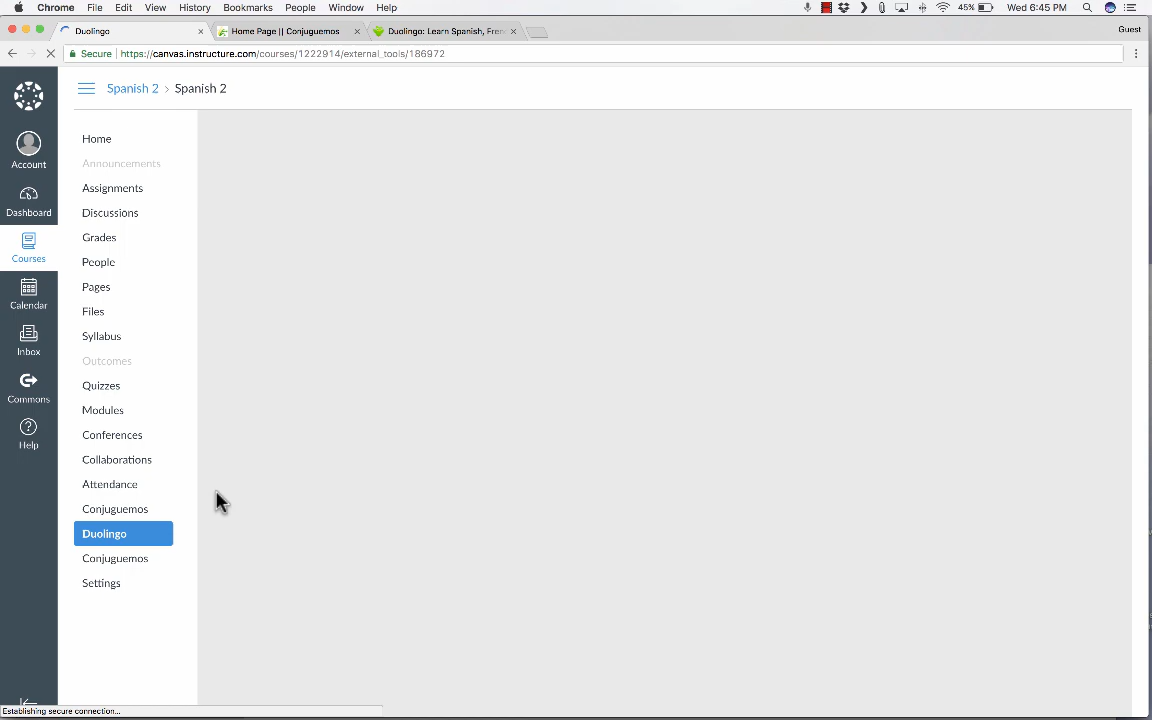 Chrome File Edit View History Bookmarks People Window Help 45% Wed 6:45 PM
Duolingo Home Page || Conjuguemos Duolingo: Learn Spanish, Fren Guest
Secure https://canvas.instructure.com/courses/1222914/external_tools/186972
Spanish 2 > Spanish 2
Account
Dashboard
Courses
Calendar
Inbox
Commons
Help
Home
Announcements
Assignments
Discussions
Grades
People
Pages
Files
Syllabus
Outcomes
Quizzes
Modules
Conferences
Collaborations
Attendance
Conjuguemos
Duolingo
Conjuguemos
Settings
Establishing secure connection...